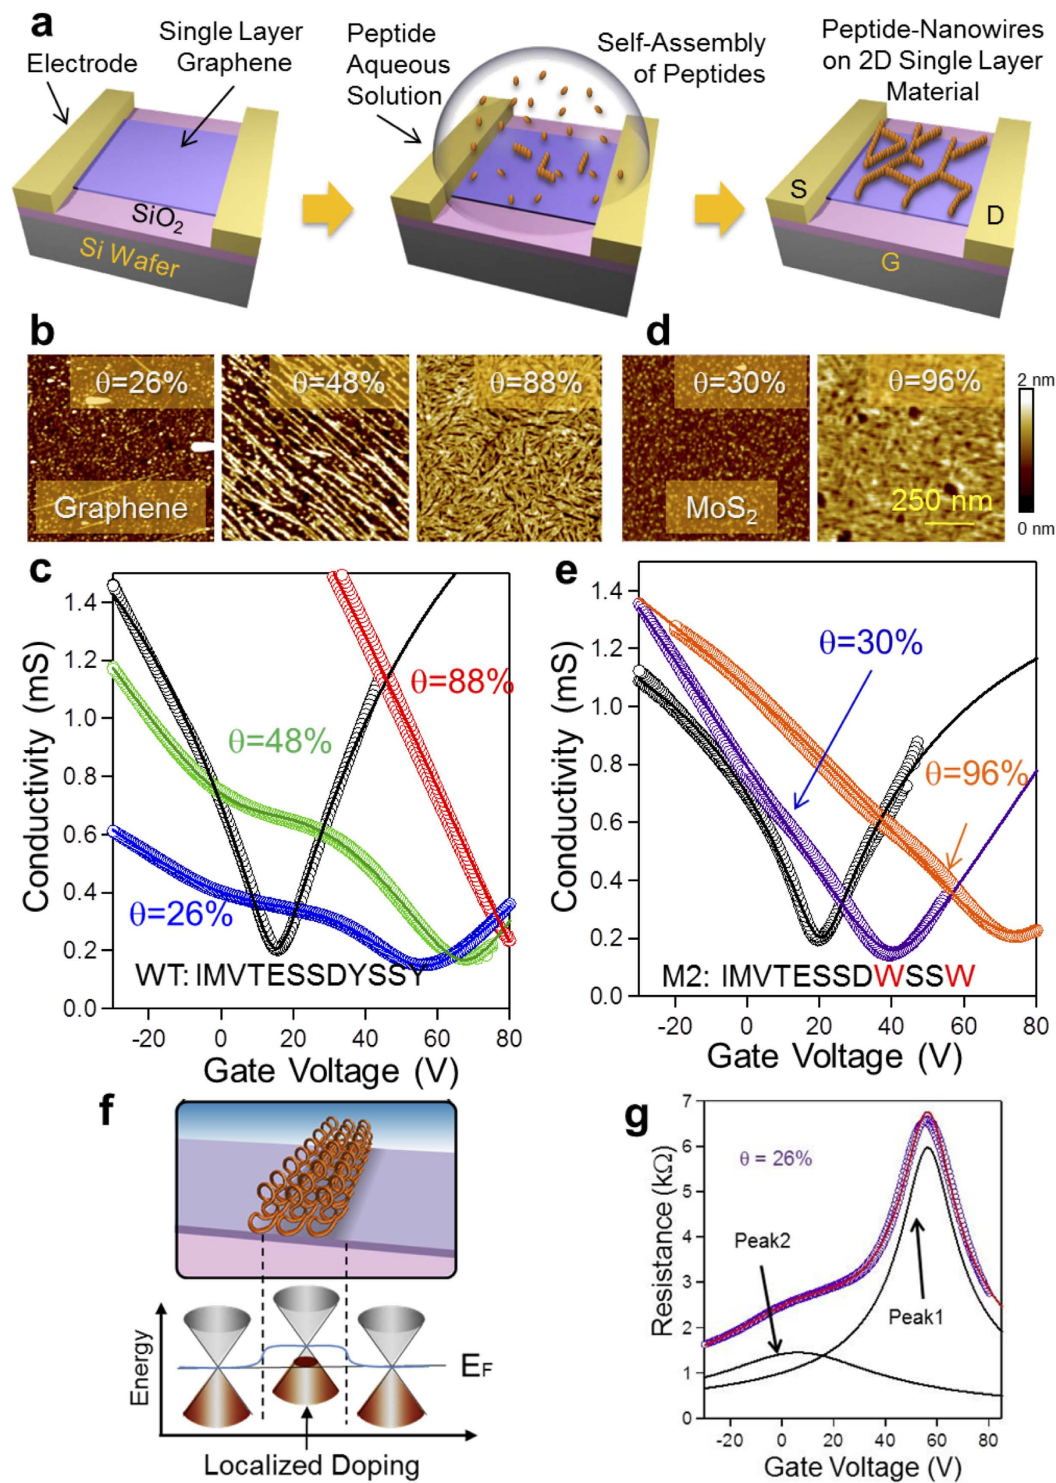 a
Electrode
Single Layer
Graphene
SiO2
Si Wafer
Peptide
Aqueous
Solution
Self-Assembly
of Peptides
Peptide-Nanowires
on 2D Single Layer
Material
S
D
G
b
θ=26%
θ=48%
θ=88%
Graphene
d
θ=30%
θ=96%
MoS2
250 nm
2 nm
0 nm
c
Conductivity (mS)
1.4
1.2
1.0
0.8
0.6
0.4
0.2
0.0
θ=88%
θ=48%
θ=26%
WT: IMVTESSDYSSY
-20 0 20 40 60 80
Gate Voltage (V)
e
Conductivity (mS)
1.4
1.2
1.0
0.8
0.6
0.4
0.2
0.0
θ=30%
θ=96%
M2: IMVTESSDWSSW
-20 0 20 40 60 80
Gate Voltage (V)
f
Energy
EF
Localized Doping
g
Resistance (kΩ)
7
6
5
4
3
2
1
0
θ = 26%
Peak2
Peak1
-20 0 20 40 60 80
Gate Voltage (V)